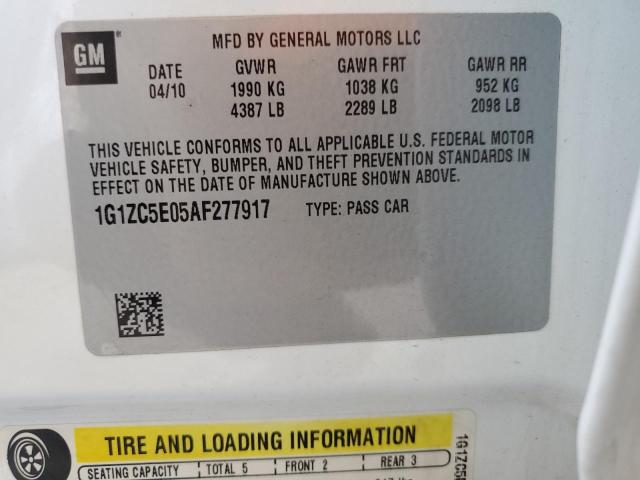 GM
MFD BY GENERAL MOTORS LLC
DATE GVWR GAWR FRT GAWR RR
04/10 1990 KG 1038 KG 952 KG
4387 LB 2289 LB 2098 LB
THIS VEHICLE CONFORMS TO ALL APPLICABLE U.S. FEDERAL MOTOR
VEHICLE SAFETY, BUMPER, AND THEFT PREVENTION STANDARDS IN
EFFECT ON THE DATE OF MANUFACTURE SHOWN ABOVE.
1G1ZC5E05AF277917 TYPE: PASS CAR
TIRE AND LOADING INFORMATION
SEATING CAPACITY TOTAL 5 FRONT 2 REAR 3
1G1ZC5